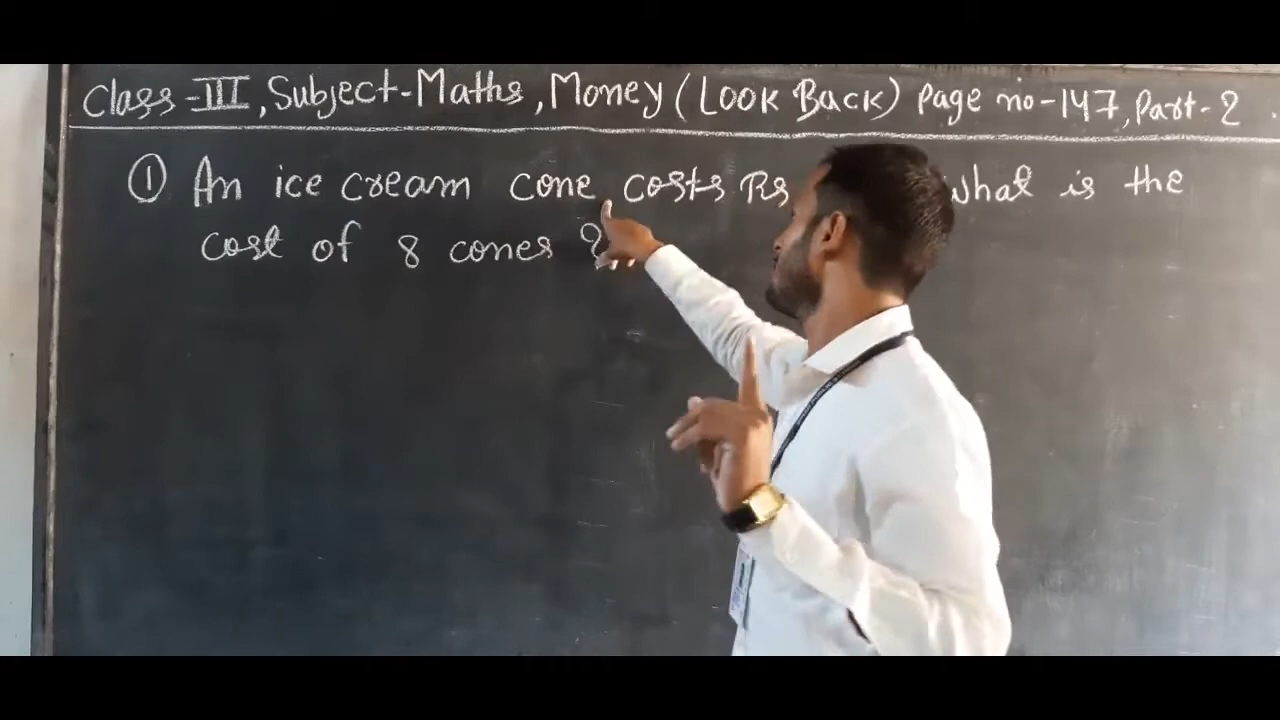 Class-III, Subject-Maths, Money (Look Back) Page no-147, Part-2.
① An ice cream cone costs Rs What is the
cost of 8 cones ?